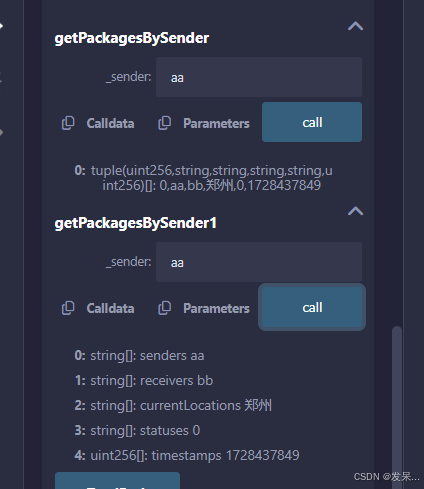 getPackagesBySender
_sender: aa
Calldata Parameters call
0: tuple(uint256,string,string,string,string,u
int256)[]: 0,aa,bb,郑州,0,1728437849
getPackagesBySender1
_sender: aa
Calldata Parameters call
0: string[]: senders aa
1: string[]: receivers bb
2: string[]: currentLocations 郑州
3: string[]: statuses 0
4: uint256[]: timestamps 1728437849
CSDN @发呆...